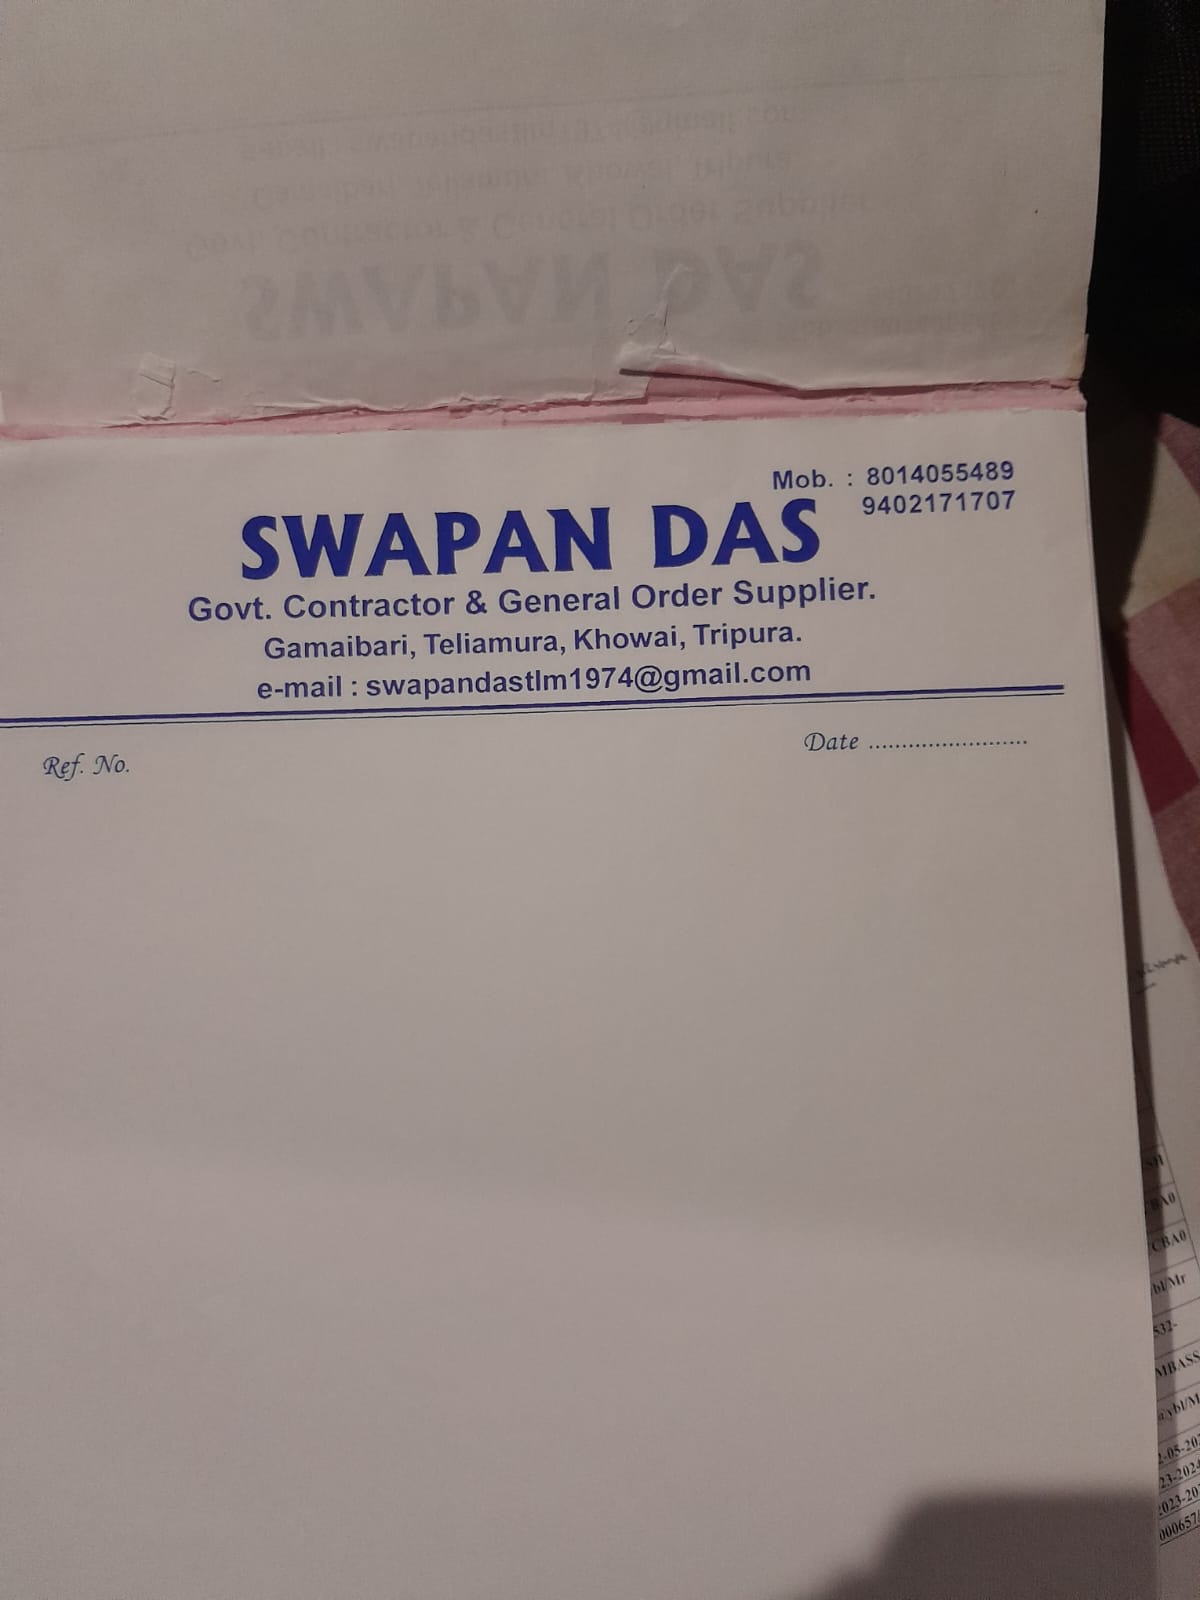 Mob. : 8014055489
9402171707
SWAPAN DAS
Govt. Contractor & General Order Supplier.
Gamaibari, Teliamura, Khowai, Tripura.
e-mail : swapandastlm1974@gmail.com
Ref. No.
Date ........................
CBA0